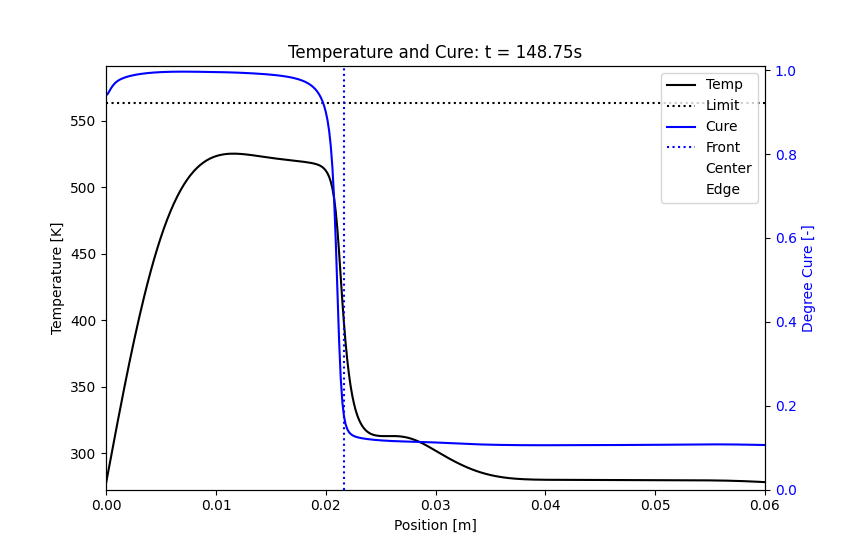 Temperature and Cure: t = 148.75s
Temp
Limit
Cure
Front
Center
Edge
550
500
450
400
350
300
Temperature [K]
1.0
0.8
0.6
0.4
0.2
0.0
Degree Cure [-]
0.00 0.01 0.02 0.03 0.04 0.05 0.06
Position [m]